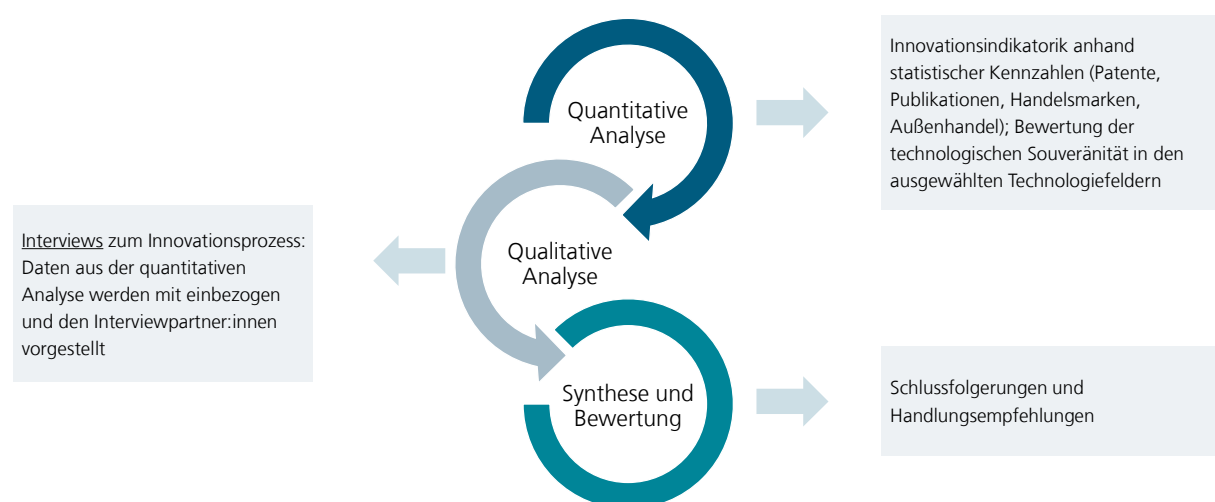 Quantitative
Analyse
Innovationsindikatorik anhand
statistischer Kennzahlen (Patente,
Publikationen, Handelsmarken,
Außenhandel); Bewertung der
technologischen Souveränität in den
ausgewählten Technologiefeldern
Qualitative
Analyse
Interviews zum Innovationsprozess:
Daten aus der quantitativen
Analyse werden mit einbezogen
und den Interviewpartner:innen
vorgestellt
Synthese und
Bewertung
Schlussfolgerungen und
Handlungsempfehlungen